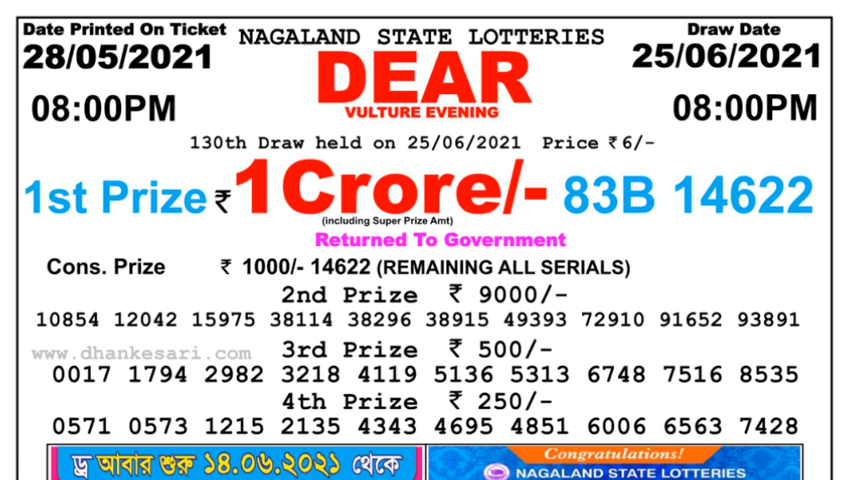 Date Printed On Ticket NAGALAND STATE LOTTERIES Draw Date
28/05/2021 DEAR 25/06/2021
08:00PM VULTURE EVENING 08:00PM
130th Draw held on 25/06/2021 Price ₹6/-
1st Prize ₹ 1Crore/- 83B 14622
(including Super Prize Amt)
Returned To Government
Cons. Prize ₹ 1000/- 14622 (REMAINING ALL SERIALS)
2nd Prize ₹ 9000/-
10854 12042 15975 38114 38296 38915 49393 72910 91652 93891
www.dhankesari.com 3rd Prize ₹ 500/-
0017 1794 2982 3218 4119 5136 5313 6748 7516 8535
4th Prize ₹ 250/-
0571 0573 1215 2135 4343 4695 4851 6006 6563 7428
ড্র আবার শুরু ১৪.০৬.২০২১ থেকে
Congratulations!
NAGALAND STATE LOTTERIES